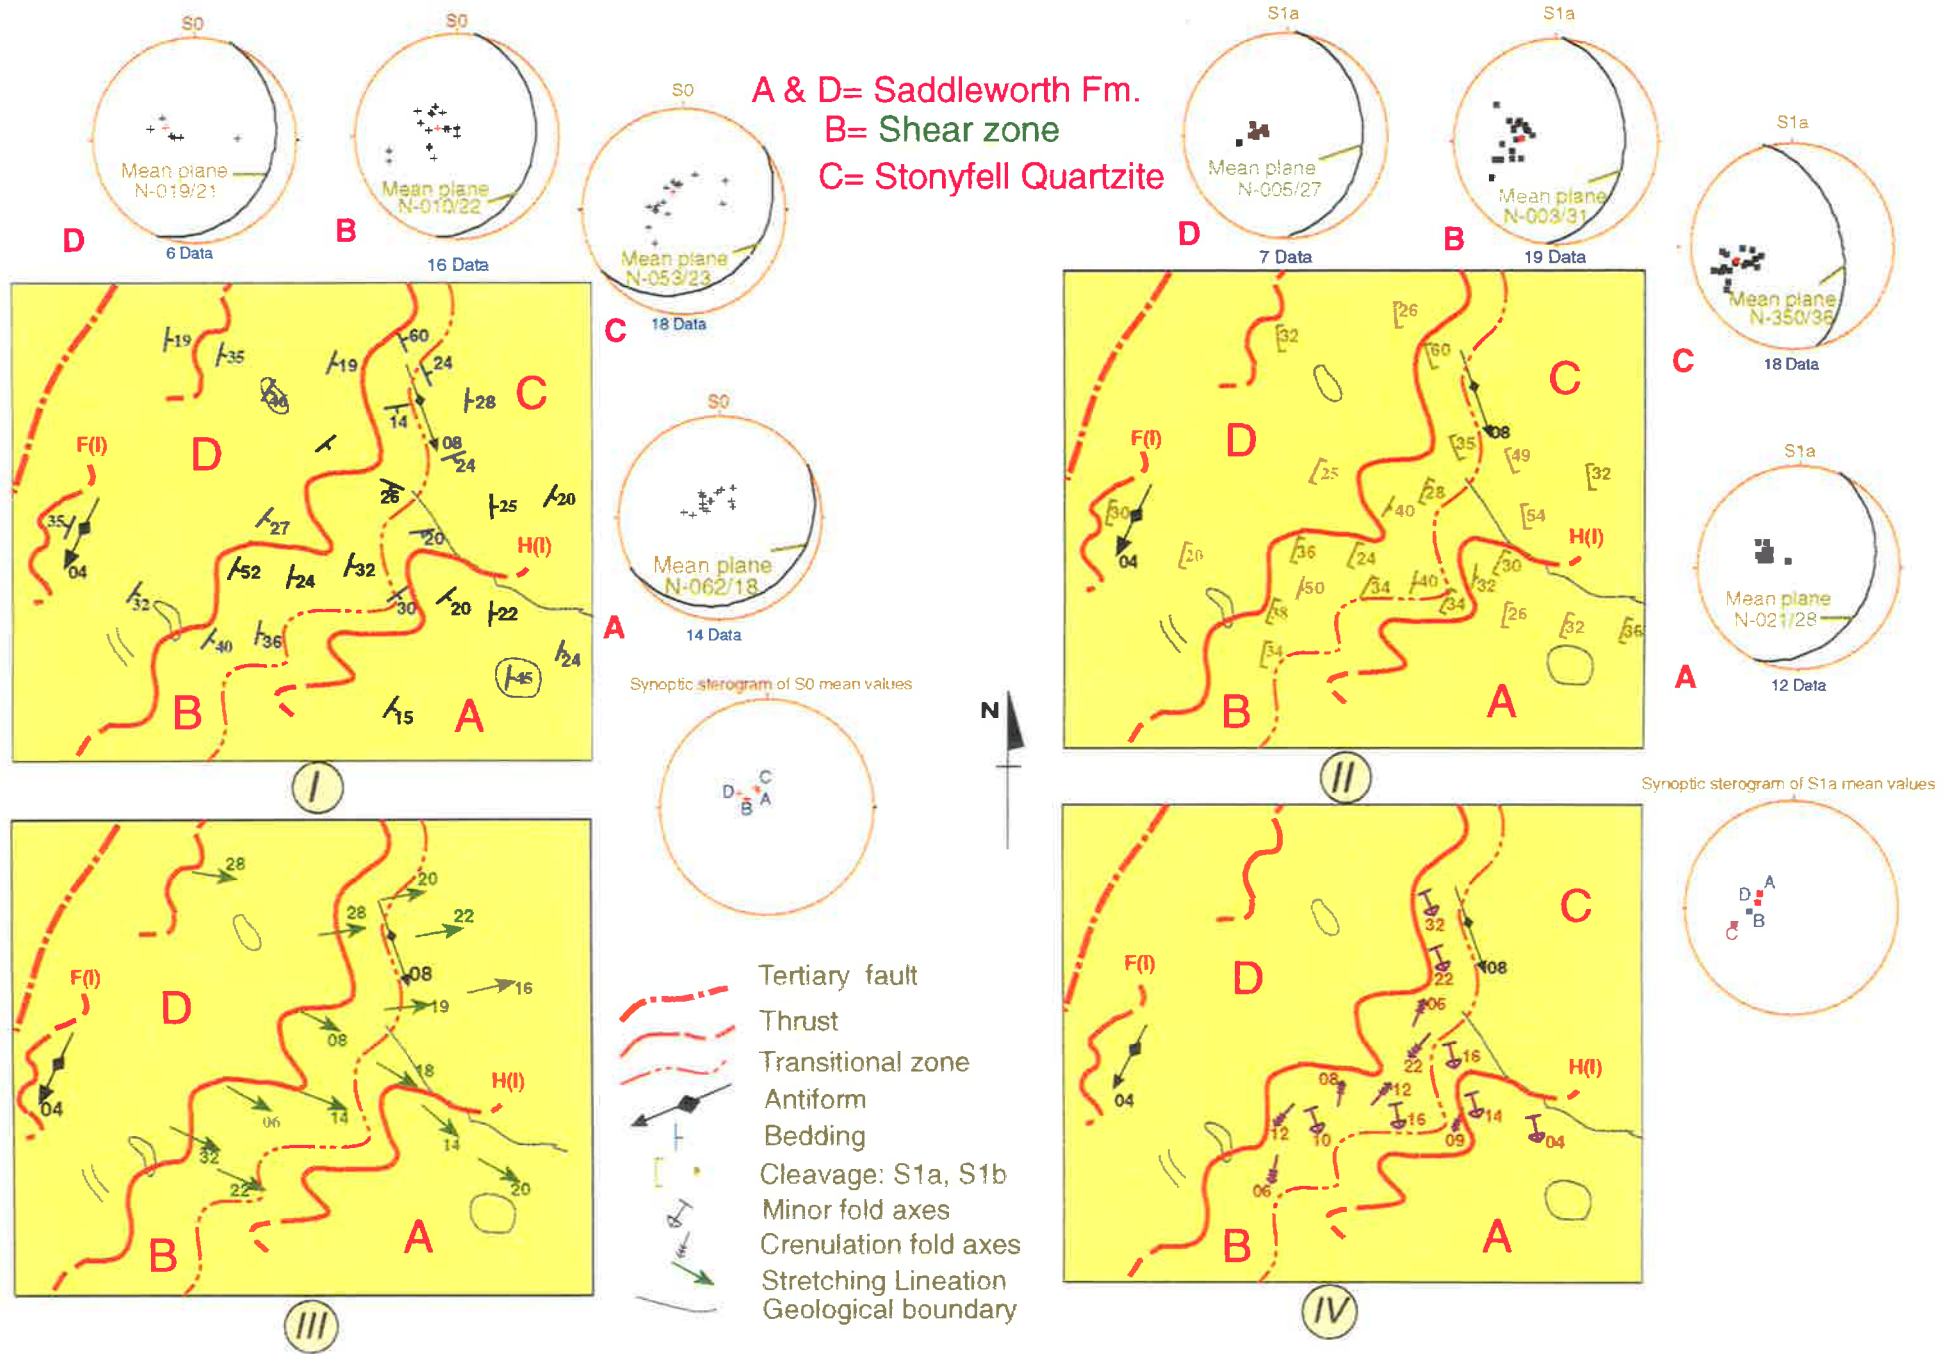 S0
Mean plane
N-019/21
D
6 Data
S0
Mean plane
N-010/22
B
16 Data
S0
Mean plane
N-053/23
C
18 Data
A & D= Saddleworth Fm.
B= Shear zone
C= Stonyfell Quartzite
S1a
Mean plane
N-005/27
D
7 Data
S1a
Mean plane
N-003/31
B
19 Data
S1a
Mean plane
N-350/36
C
18 Data
19
35
19
60
24
28
14
08
24
C
D
F(I)
35
04
27
26
25
20
20
H(I)
52
24
32
32
30
20
22
40
36
24
45
15
B
A
I
S0
Mean plane
N-062/18
A
14 Data
Synoptic sterogram of S0 mean values
C
D
B
A
N
26
32
60
C
D
08
F(I)
35
49
32
25
30
28
40
54
04
20
36
24
H(I)
30
50
34
40
32
34
38
26
32
36
34
B
A
II
S1a
Mean plane
N-021/28
A
12 Data
Synoptic sterogram of S1a mean values
A
D
B
C
28
20
28
22
08
16
F(I)
D
19
08
18
H(I)
04
06
14
14
32
22
20
B
A
III
Tertiary fault
Thrust
Transitional zone
Antiform
Bedding
Cleavage: S1a, S1b
Minor fold axes
Crenulation fold axes
Stretching Lineation
Geological boundary
C
32
F(I)
D
22
08
06
04
22
16
H(I)
08
12
14
12
10
16
09
04
06
B
A
IV